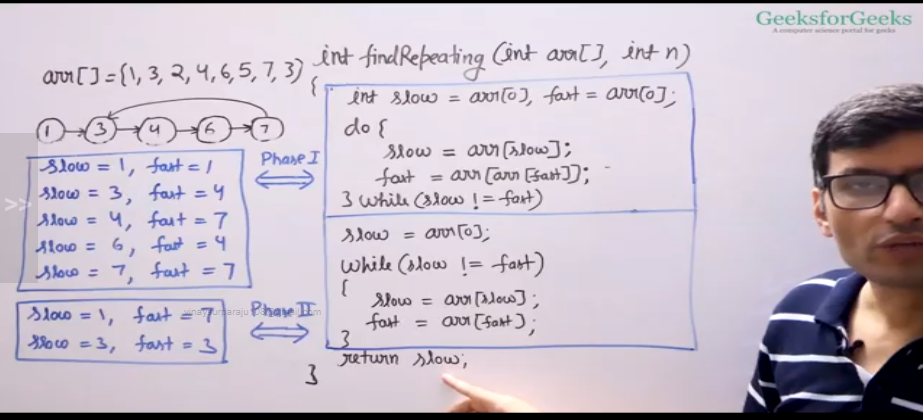 GeeksforGeeks
A computer science portal for geeks
arr[] = {1, 3, 2, 4, 6, 5, 7, 3}
1 3 4 6 7
slow = 1, fast = 1
slow = 3, fast = 4
slow = 4, fast = 7
slow = 6, fast = 4
slow = 7, fast = 7
Phase I
slow = 1, fast = 7
slow = 3, fast = 3
Phase II
int findRepeating (int arr[], int n)
{
int slow = arr[0], fast = arr[0];
do {
slow = arr[slow];
fast = arr[arr[fast]];
} while (slow != fast)
slow = arr[0];
while (slow != fast)
{
slow = arr[slow];
fast = arr[fast];
}
return slow;
}
>>